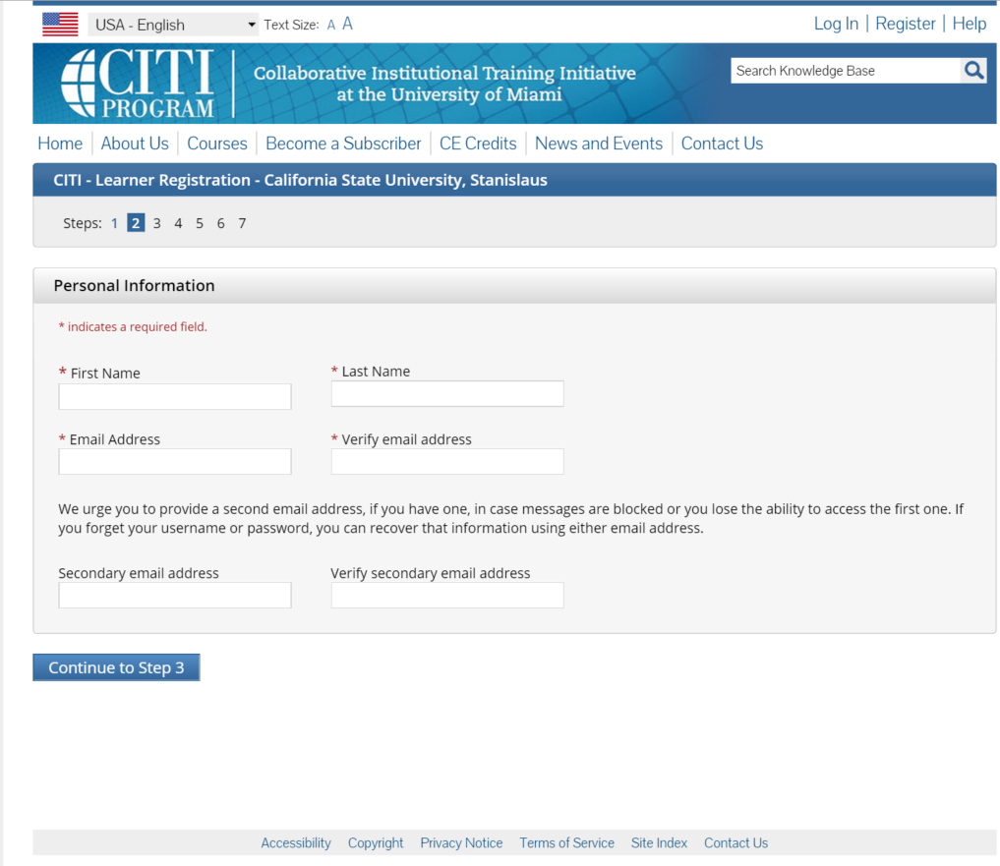 USA - English Text Size: A A Log In | Register | Help
CITI PROGRAM
Collaborative Institutional Training Initiative
at the University of Miami
Search Knowledge Base
Home About Us Courses Become a Subscriber CE Credits News and Events Contact Us
CITI - Learner Registration - California State University, Stanislaus
Steps: 1 2 3 4 5 6 7
Personal Information
* indicates a required field.
* First Name * Last Name
* Email Address * Verify email address
We urge you to provide a second email address, if you have one, in case messages are blocked or you lose the ability to access the first one. If
you forget your username or password, you can recover that information using either email address.
Secondary email address Verify secondary email address
Continue to Step 3
Accessibility Copyright Privacy Notice Terms of Service Site Index Contact Us